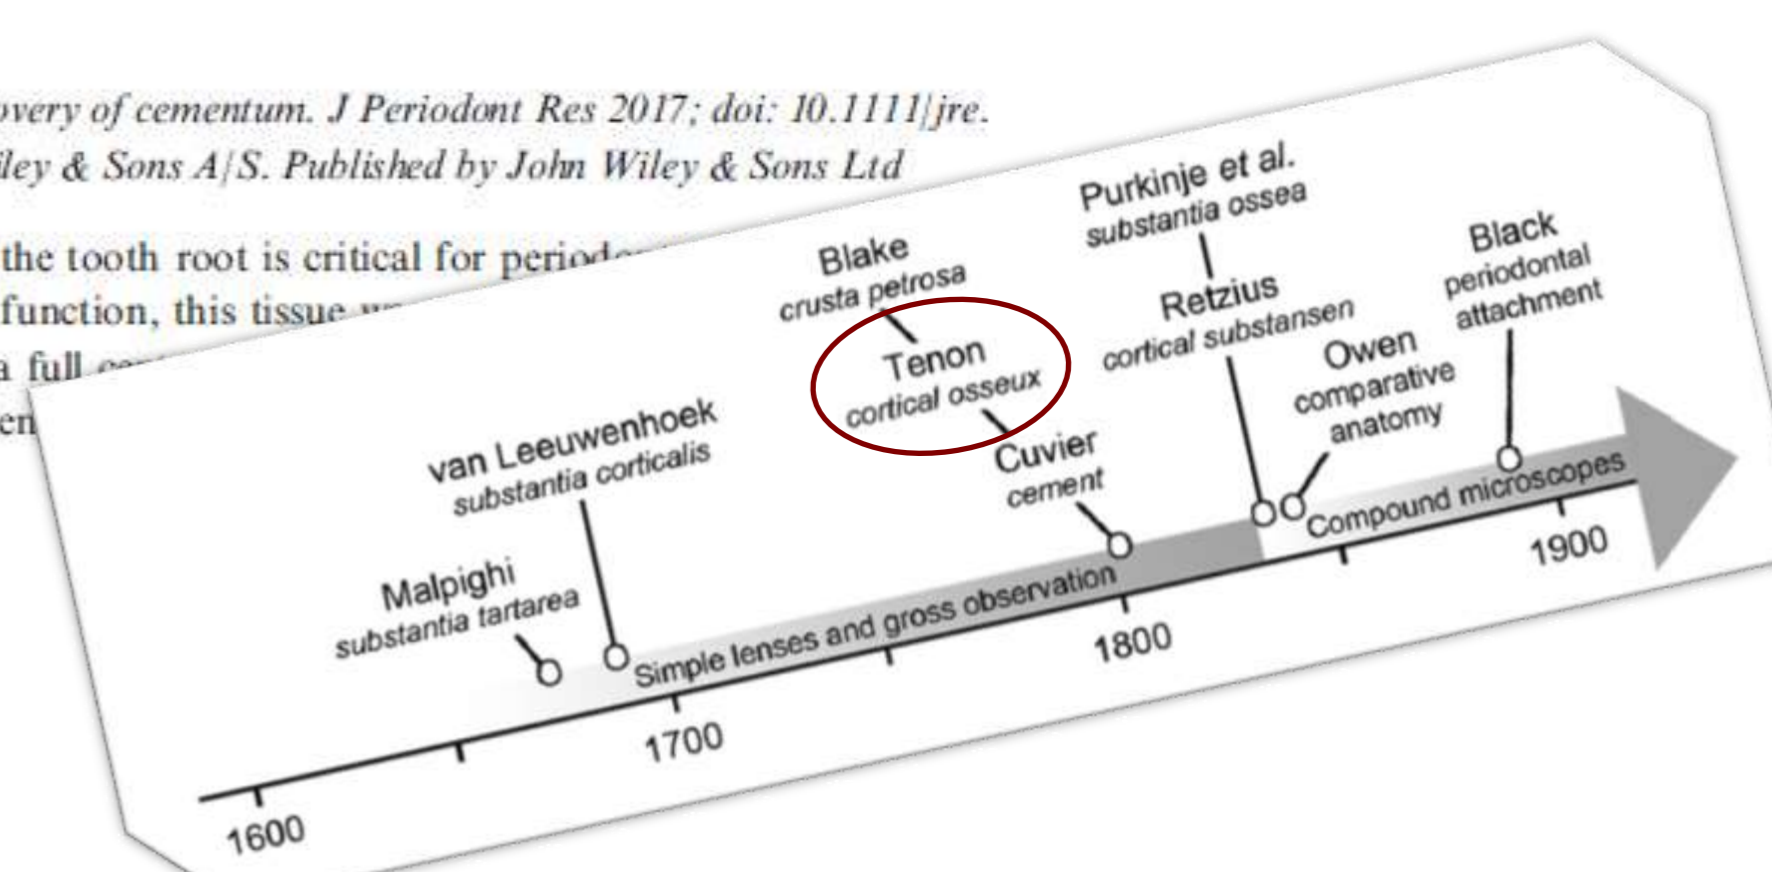 overy of cementum. J Periodont Res 2017; doi: 10.1111/jre.
iley & Sons A/S. Published by John Wiley & Sons Ltd
the tooth root is critical for
function, this tissue
a full
Purkinje et al.
substantia ossea
Blake
crusta petrosa
Black
periodontal
attachment
Retzius
cortical substansen
Tenon
cortical osseux
Owen
comparative
anatomy
van Leeuwenhoek
substantia corticalis
Cuvier
cement
Malpighi
substantia tartarea
Simple lenses and gross observation
Compound microscopes
1600
1700
1800
1900